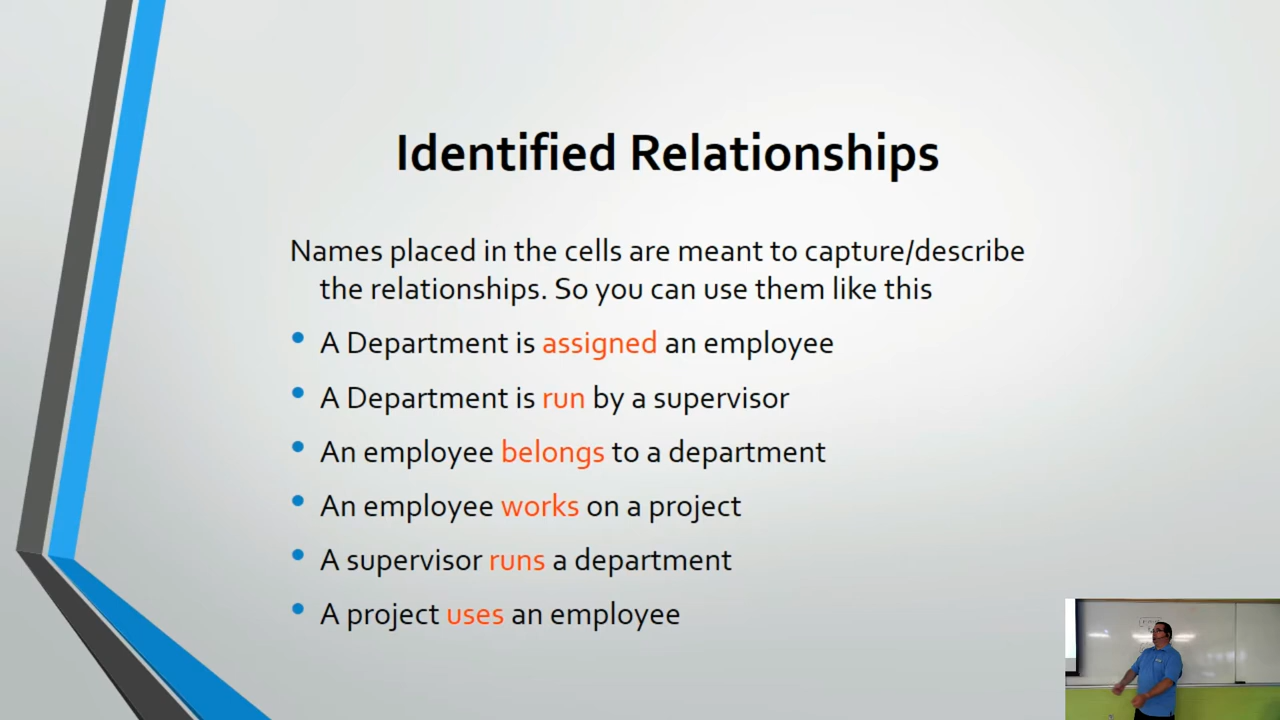 Identified Relationships
Names placed in the cells are meant to capture/describe
the relationships. So you can use them like this
• A Department is assigned an employee
• A Department is run by a supervisor
• An employee belongs to a department
• An employee works on a project
• A supervisor runs a department
• A project uses an employee